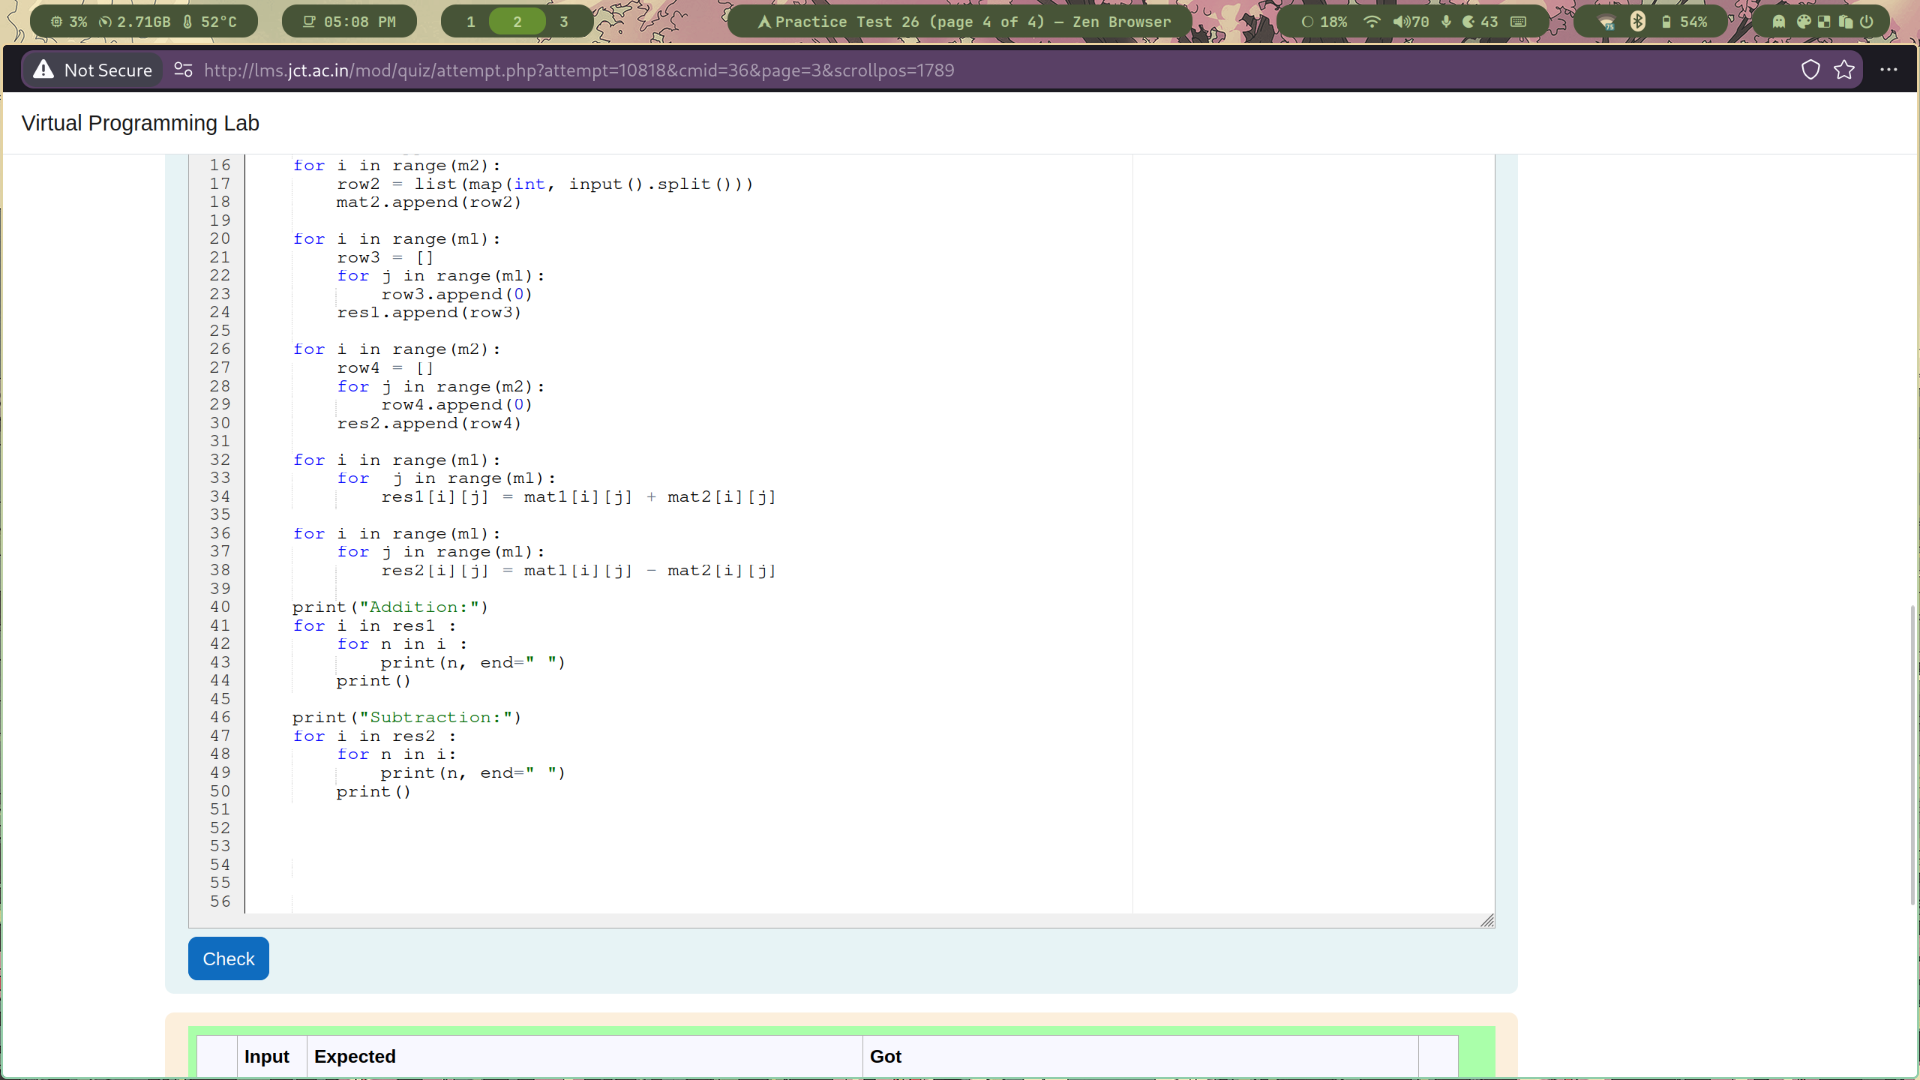 3% 2.71GB 52°C 05:08 PM 1 2 3 Practice Test 26 (page 4 of 4) — Zen Browser 18% 70 43 54%
Not Secure http://lms.jct.ac.in/mod/quiz/attempt.php?attempt=10818&cmid=36&page=3&scrollpos=1789
Virtual Programming Lab
16 for i in range(m2):
17 row2 = list(map(int, input().split()))
18 mat2.append(row2)
19
20 for i in range(m1):
21 row3 = []
22 for j in range(m1):
23 row3.append(0)
24 res1.append(row3)
25
26 for i in range(m2):
27 row4 = []
28 for j in range(m2):
29 row4.append(0)
30 res2.append(row4)
31
32 for i in range(m1):
33 for  j in range(m1):
34 res1[i][j] = mat1[i][j] + mat2[i][j]
35
36 for i in range(m1):
37 for j in range(m1):
38 res2[i][j] = mat1[i][j] - mat2[i][j]
39
40 print("Addition:")
41 for i in res1 :
42 for n in i :
43 print(n, end=" ")
44 print()
45
46 print("Subtraction:")
47 for i in res2 :
48 for n in i:
49 print(n, end=" ")
50 print()
51
52
53
54
55
56
Check
Input Expected Got